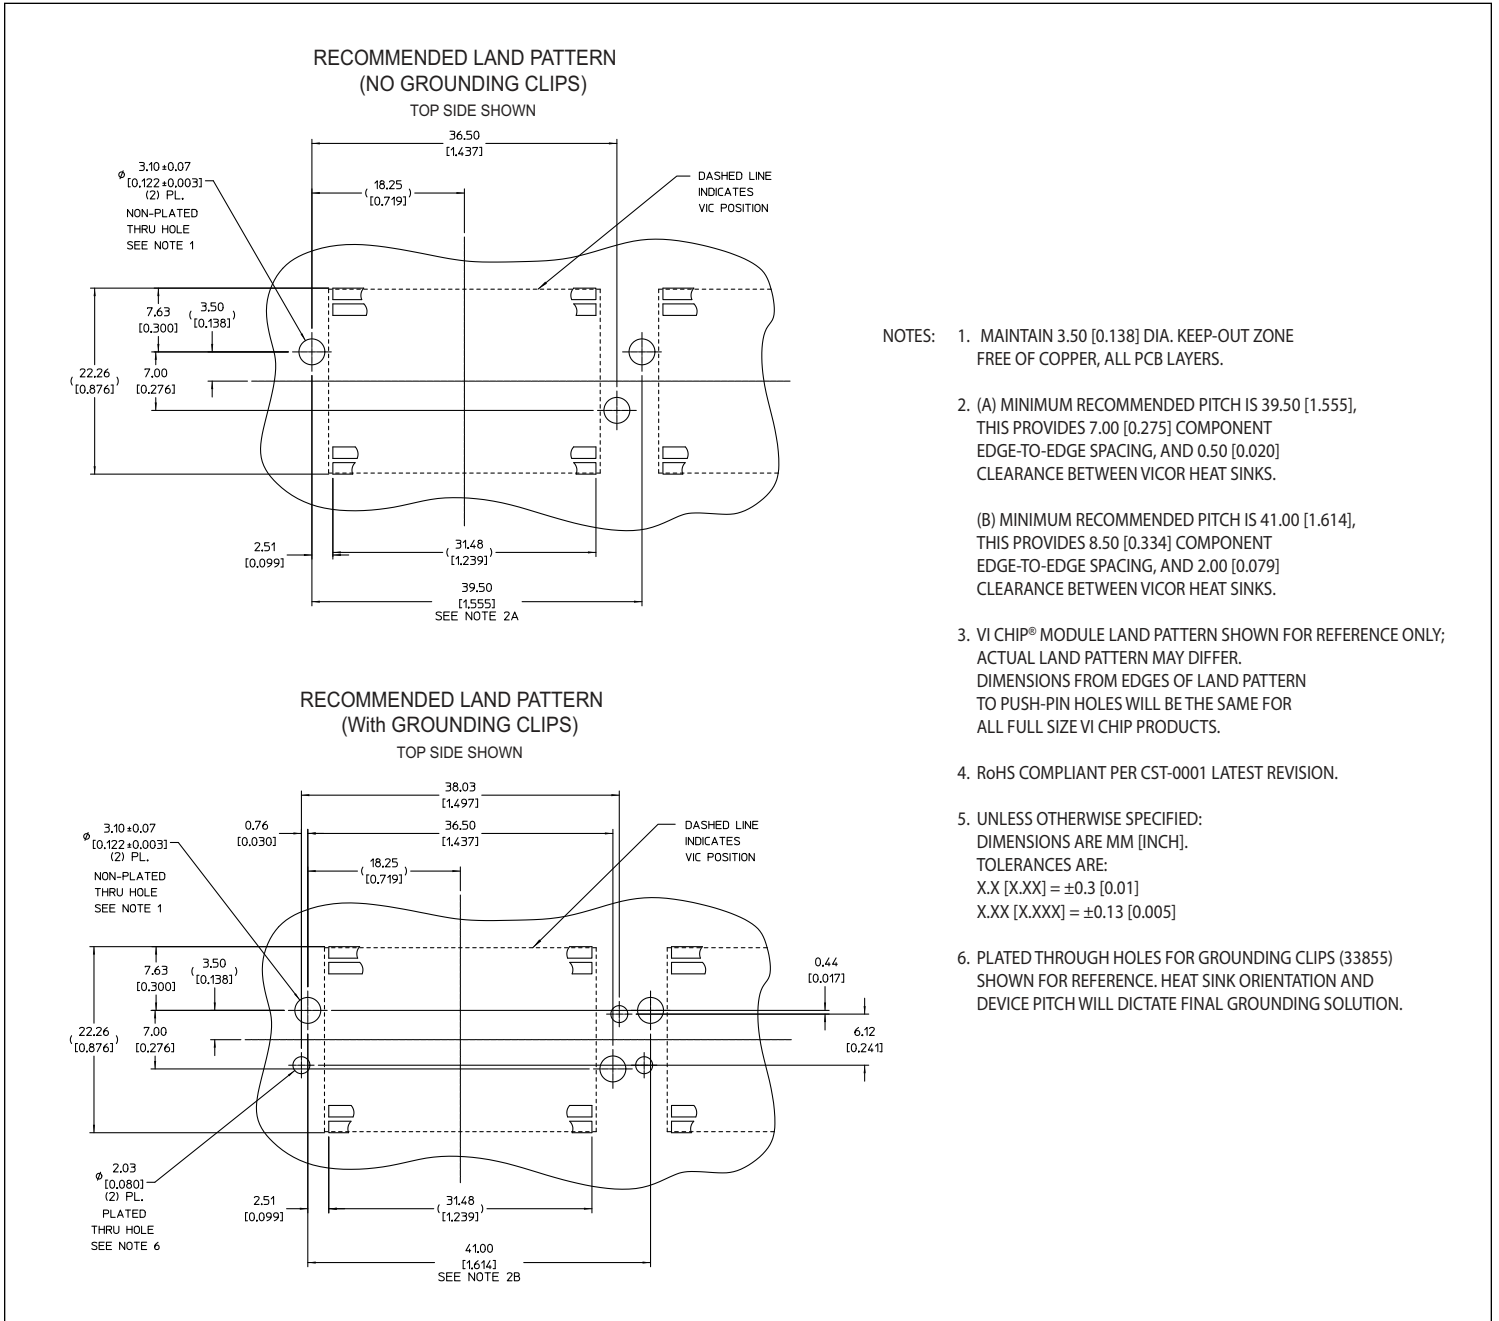 RECOMMENDED LAND PATTERN
(NO GROUNDING CLIPS)
TOP SIDE SHOWN
36.50
[1.437]
ø 3.10 ±0.07
[0.122 ±0.003]
(2) PL.
NON-PLATED
THRU HOLE
SEE NOTE 1
(18.25)
[0.719]
DASHED LINE
INDICATES
VIC POSITION
7.63
[0.300]
(3.50)
[0.138]
(22.26)
[0.876]
7.00
[0.276]
2.51
[0.099]
(31.48)
[1.239]
39.50
[1.555]
SEE NOTE 2A
RECOMMENDED LAND PATTERN
(With GROUNDING CLIPS)
TOP SIDE SHOWN
38.03
[1.497]
0.76
[0.030]
36.50
[1.437]
ø 3.10 ±0.07
[0.122 ±0.003]
(2) PL.
NON-PLATED
THRU HOLE
SEE NOTE 1
(18.25)
[0.719]
DASHED LINE
INDICATES
VIC POSITION
7.63
[0.300]
(3.50)
[0.138]
0.44
[0.017]
(22.26)
[0.876]
7.00
[0.276]
6.12
[0.241]
ø 2.03
[0.080]
(2) PL.
PLATED
THRU HOLE
SEE NOTE 6
2.51
[0.099]
(31.48)
[1.239]
41.00
[1.614]
SEE NOTE 2B
NOTES: 1. MAINTAIN 3.50 [0.138] DIA. KEEP-OUT ZONE
FREE OF COPPER, ALL PCB LAYERS.
2. (A) MINIMUM RECOMMENDED PITCH IS 39.50 [1.555],
THIS PROVIDES 7.00 [0.275] COMPONENT
EDGE-TO-EDGE SPACING, AND 0.50 [0.020]
CLEARANCE BETWEEN VICOR HEAT SINKS.
(B) MINIMUM RECOMMENDED PITCH IS 41.00 [1.614],
THIS PROVIDES 8.50 [0.334] COMPONENT
EDGE-TO-EDGE SPACING, AND 2.00 [0.079]
CLEARANCE BETWEEN VICOR HEAT SINKS.
3. VI CHIP® MODULE LAND PATTERN SHOWN FOR REFERENCE ONLY;
ACTUAL LAND PATTERN MAY DIFFER.
DIMENSIONS FROM EDGES OF LAND PATTERN
TO PUSH-PIN HOLES WILL BE THE SAME FOR
ALL FULL SIZE VI CHIP PRODUCTS.
4. RoHS COMPLIANT PER CST-0001 LATEST REVISION.
5. UNLESS OTHERWISE SPECIFIED:
DIMENSIONS ARE MM [INCH].
TOLERANCES ARE:
X.X [X.XX] = ±0.3 [0.01]
X.XX [X.XXX] = ±0.13 [0.005]
6. PLATED THROUGH HOLES FOR GROUNDING CLIPS (33855)
SHOWN FOR REFERENCE. HEAT SINK ORIENTATION AND
DEVICE PITCH WILL DICTATE FINAL GROUNDING SOLUTION.